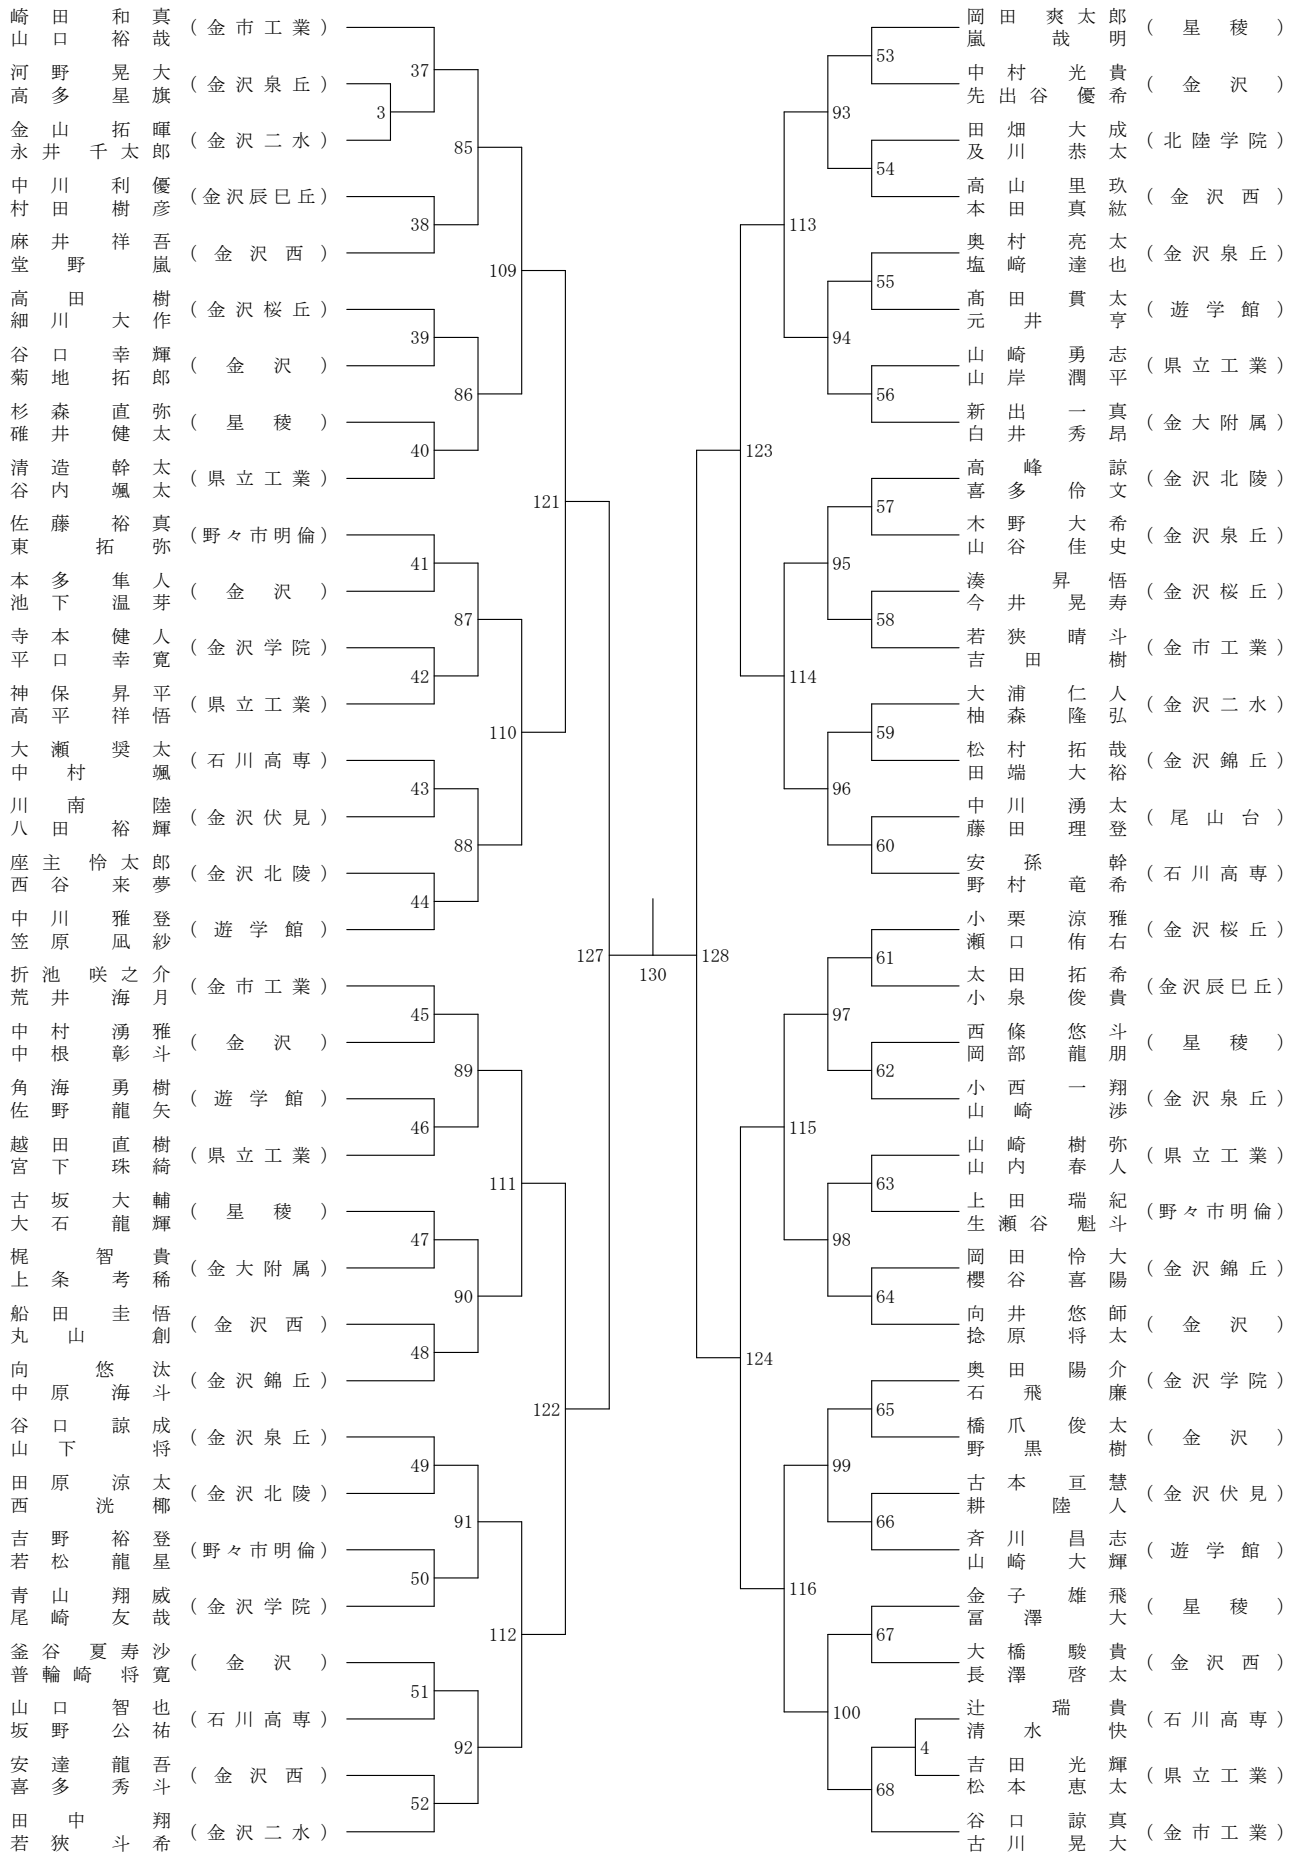 崎田 和真
山口 裕哉
(金市工業)
河野 晃大
高多 星旗
(金沢泉丘)
金山 拓暉
永井 千太郎
(金沢二水)
中川 利優
村田 樹彦
(金沢辰巳丘)
麻井 祥吾
堂野 嵐
(金沢西)
高田 樹
細川 大作
(金沢桜丘)
谷口 幸輝
菊地 拓郎
(金沢)
杉森 直弥
碓井 健太
(星稜)
清造 幹太
谷内 颯太
(県立工業)
佐藤 裕真
東 拓弥
(野々市明倫)
本多 隼人
池下 温芽
(金沢)
寺本 健人
平口 幸寛
(金沢学院)
神保 昇平
高平 祥悟
(県立工業)
大瀬 奨太
中村 颯
(石川高専)
川南 陸
八田 裕輝
(金沢伏見)
座主 怜太郎
西谷 来夢
(金沢北陵)
中川 雅登
笠原 凪紗
(遊学館)
折池 咲之介
荒井 海月
(金市工業)
中村 湧雅
中根 彰斗
(金沢)
角海 勇樹
佐野 龍矢
(遊学館)
越田 直樹
宮下 珠綺
(県立工業)
古坂 大輔
大石 龍輝
(星稜)
梶 智貴
上条 考稀
(金大附属)
船田 圭悟
丸山 創
(金沢西)
向 悠汰
中原 海斗
(金沢錦丘)
谷口 諒成
山下 将
(金沢泉丘)
田原 涼太
西 洸椰
(金沢北陵)
吉野 裕登
若松 龍星
(野々市明倫)
青山 翔威
尾崎 友哉
(金沢学院)
釜谷 夏寿沙
普輪崎 将寛
(金沢)
山口 智也
坂野 公祐
(石川高専)
安達 龍吾
喜多 秀斗
(金沢西)
田中 翔
若狹 斗希
(金沢二水)
3
37
38
39
40
41
42
43
44
45
46
47
48
49
50
51
52
85
86
87
88
89
90
91
92
109
110
111
112
121
122
127
130
128
123
124
113
114
115
116
93
94
95
96
97
98
99
100
53
54
55
56
57
58
59
60
61
62
63
64
65
66
67
68
4
岡田 爽太郎
嵐 哉明
(星稜)
中村 光貴
先出谷 優希
(金沢)
田畑 大成
及川 恭太
(北陸学院)
高山 里玖
本田 真紘
(金沢西)
奥村 亮太
塩﨑 達也
(金沢泉丘)
髙田 貫太
元井 亨
(遊学館)
山崎 勇志
山岸 潤平
(県立工業)
新出 一真
白井 秀昂
(金大附属)
高峰 諒
喜多 伶文
(金沢北陵)
木野 大希
山谷 佳史
(金沢泉丘)
湊 昇悟
今井 晃寿
(金沢桜丘)
若狭 晴斗
吉田 樹
(金市工業)
大浦 仁人
柚森 隆弘
(金沢二水)
松村 拓哉
田端 大裕
(金沢錦丘)
中川 湧太
藤田 理登
(尾山台)
安孫 幹
野村 竜希
(石川高専)
小栗 涼雅
瀬口 侑右
(金沢桜丘)
太田 拓希
小泉 俊貴
(金沢辰巳丘)
西條 悠斗
岡部 龍朋
(星稜)
小西 一翔
山崎 渉
(金沢泉丘)
山崎 樹弥
山内 春人
(県立工業)
上田 瑞紀
生瀬谷 魁斗
(野々市明倫)
岡田 怜大
櫻谷 喜陽
(金沢錦丘)
向井 悠師
捻原 将太
(金沢)
奥田 陽介
石飛 廉
(金沢学院)
橋爪 俊太
野黒 樹
(金沢)
古本 亘慧
耕 陸人
(金沢伏見)
斉川 昌志
山崎 大輝
(遊学館)
金子 雄飛
冨澤 大
(星稜)
大橋 駿貴
長澤 啓太
(金沢西)
辻 瑞貴
清水 快
(石川高専)
吉田 光輝
松本 恵太
(県立工業)
谷口 諒真
古川 晃大
(金市工業)